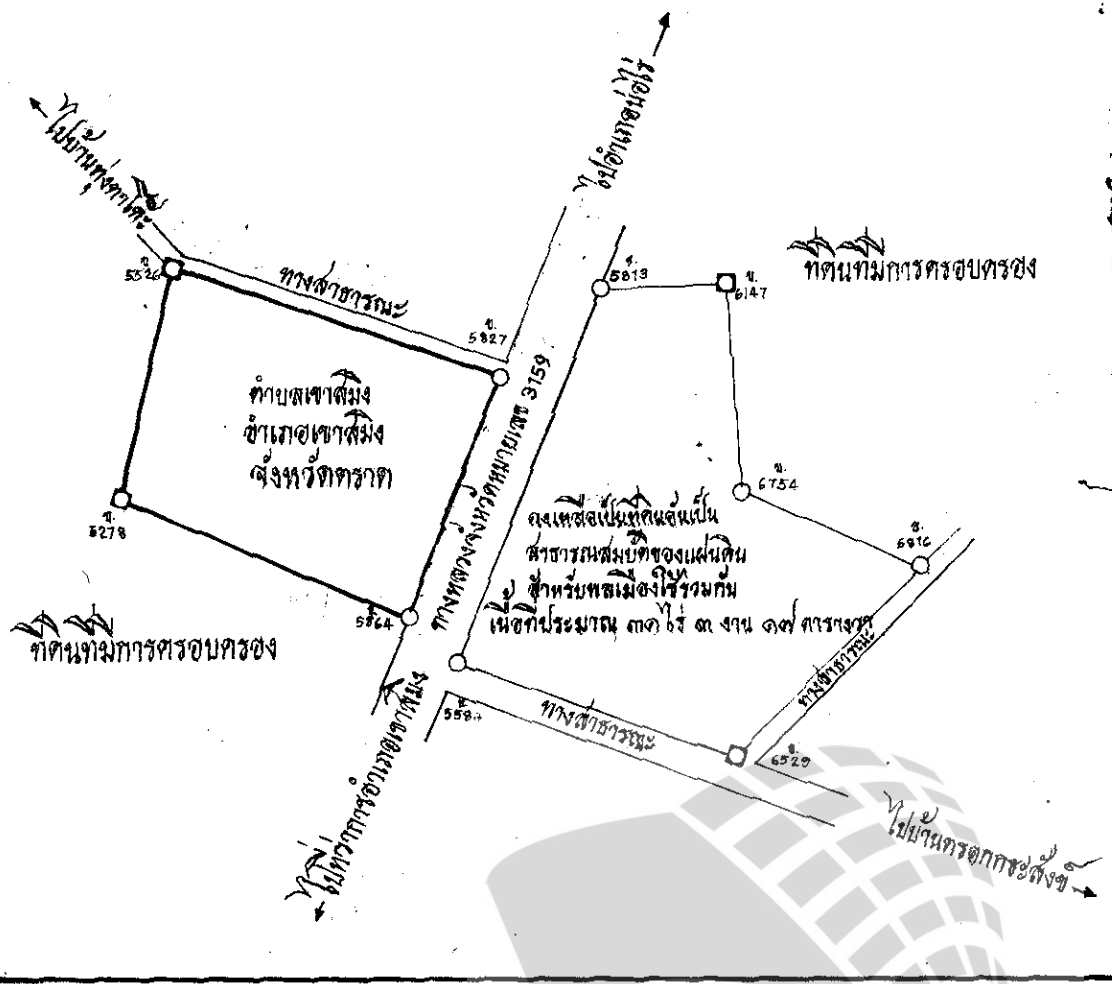 ไปอำเภอบ่อไร่
ไปบ้านทุ่งตาโตะ
ข. 5526
ทางสาธารณะ
ข. 5827
ข. 5813
ข. 6147
ที่ดินที่มีการครอบครอง
ตำบลเขาสมิง
อำเภอเขาสมิง
จังหวัดตราด
ทางหลวงจังหวัดหมายเลข 3159
ข. 5278
ข. 5864
ข. 6754
ข. 5816
คงเหลือเป็นที่ดินอันเป็น
สาธารณสมบัติของแผ่นดิน
สำหรับพลเมืองใช้ร่วมกัน
เนื้อที่ประมาณ ๓๑ ไร่ ๓ งาน ๑๗ ตารางวา
ที่ดินที่มีการครอบครอง
ทางสาธารณะ
ทางสาธารณะ
ข. 6529
ไปที่ว่าการอำเภอเขาสมิง
ไปบ้านตรอกกระสังข์